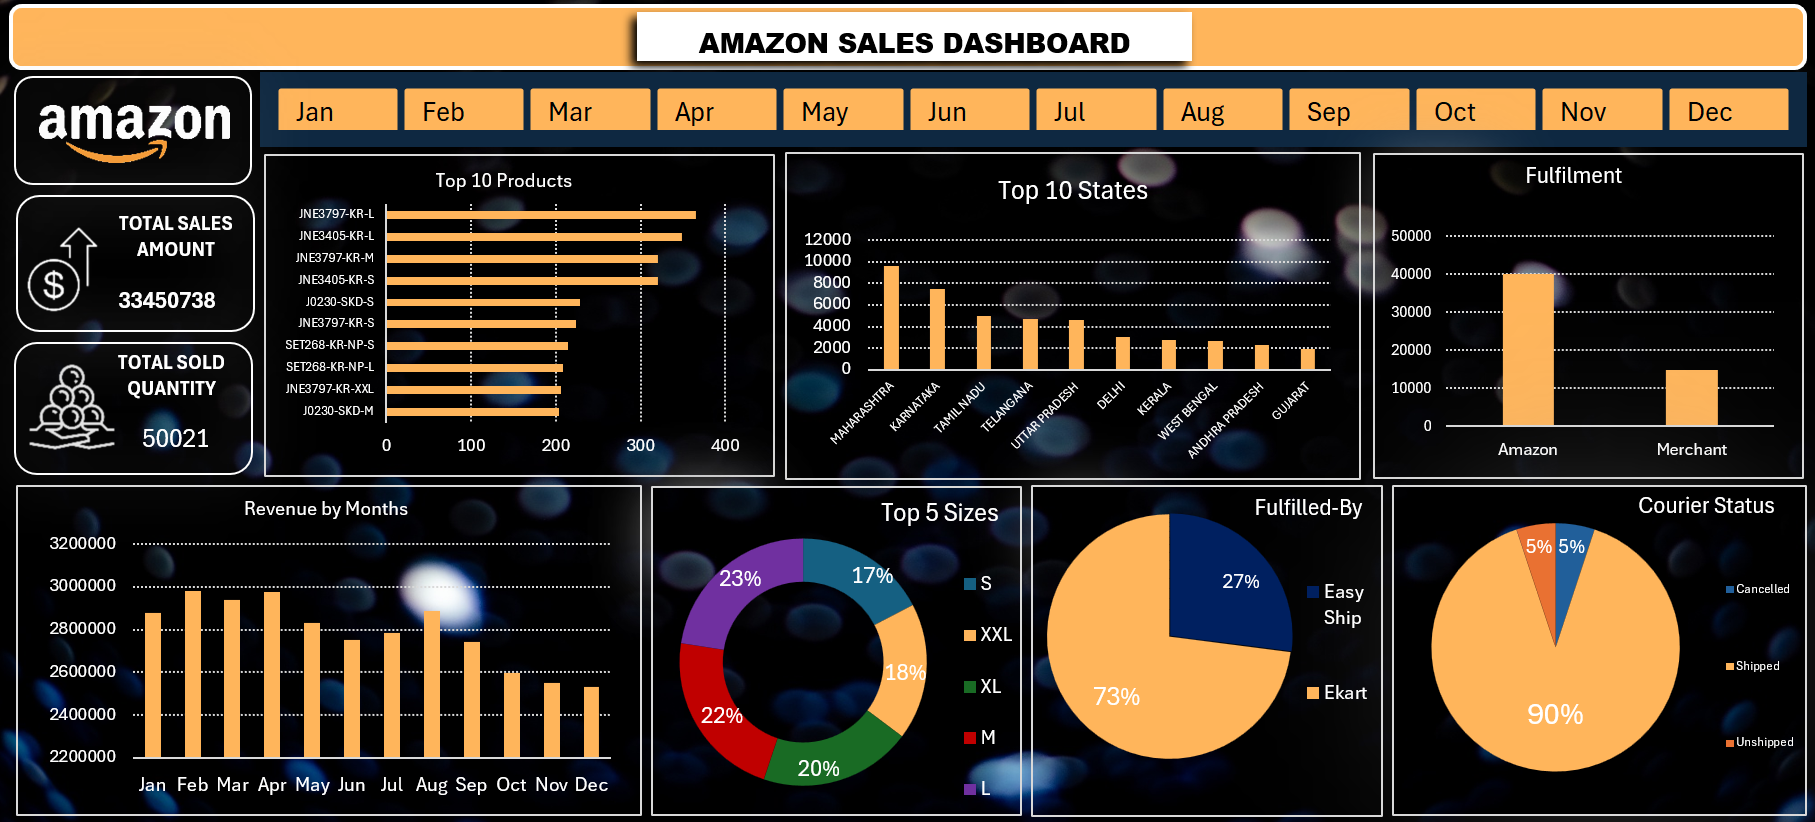 AMAZON SALES DASHBOARD
amazon
Jan
Feb
Mar
Apr
May
Jun
Jul
Aug
Sep
Oct
Nov
Dec
TOTAL SALES
AMOUNT
$
33450738
TOTAL SOLD
QUANTITY
50021
Top 10 Products
JNE3797-KR-L
JNE3405-KR-L
JNE3797-KR-M
JNE3405-KR-S
J0230-SKD-S
JNE3797-KR-S
SET268-KR-NP-S
SET268-KR-NP-L
JNE3797-KR-XXL
J0230-SKD-M
0 100 200 300 400
Top 10 States
12000
10000
8000
6000
4000
2000
0
MAHARASHTRA
KARNATAKA
TAMIL NADU
TELANGANA
UTTAR PRADESH
DELHI
KERALA
WEST BENGAL
ANDHRA PRADESH
GUJARAT
Fulfilment
50000
40000
30000
20000
10000
0
Amazon Merchant
Revenue by Months
3200000
3000000
2800000
2600000
2400000
2200000
Jan Feb Mar Apr May Jun Jul Aug Sep Oct Nov Dec
Top 5 Sizes
23%
17%
18%
22%
20%
S
XXL
XL
M
L
Fulfilled-By
27%
73%
Easy
Ship
Ekart
Courier Status
5%
5%
90%
Cancelled
Shipped
Unshipped